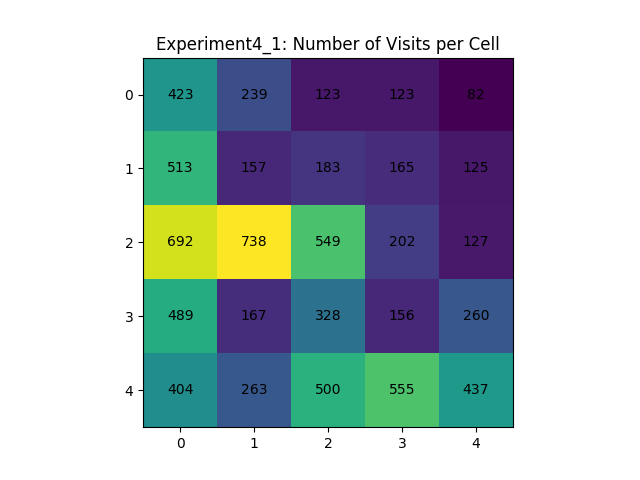 Experiment4_1: Number of Visits per Cell
0 423 239 123 123 82
1 513 157 183 165 125
2 692 738 549 202 127
3 489 167 328 156 260
4 404 263 500 555 437
0 1 2 3 4